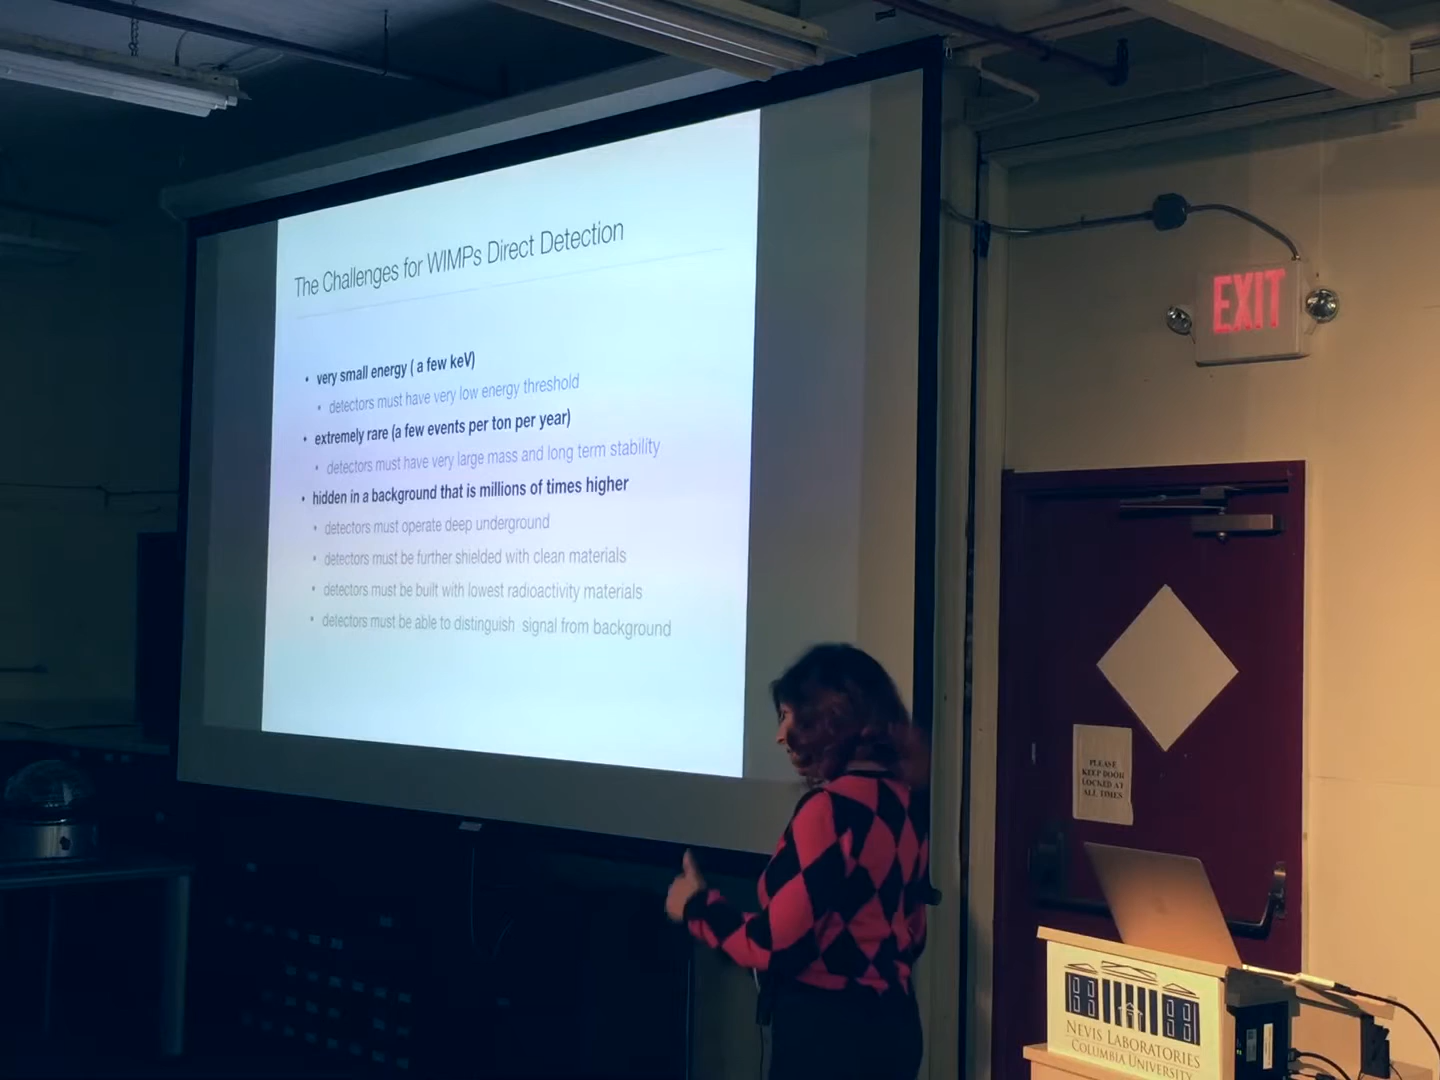 The Challenges for WIMPs Direct Detection
• very small energy ( a few keV)
• detectors must have very low energy threshold
• extremely rare (a few events per ton per year)
• detectors must have very large mass and long term stability
• hidden in a background that is millions of times higher
• detectors must operate deep underground
• detectors must be further shielded with clean materials
• detectors must be built with lowest radioactivity materials
• detectors must be able to distinguish signal from background
EXIT
PLEASE
KEEP DOOR
LOCKED AT
ALL TIMES
NEVIS LABORATORIES
COLUMBIA UNIVERSITY